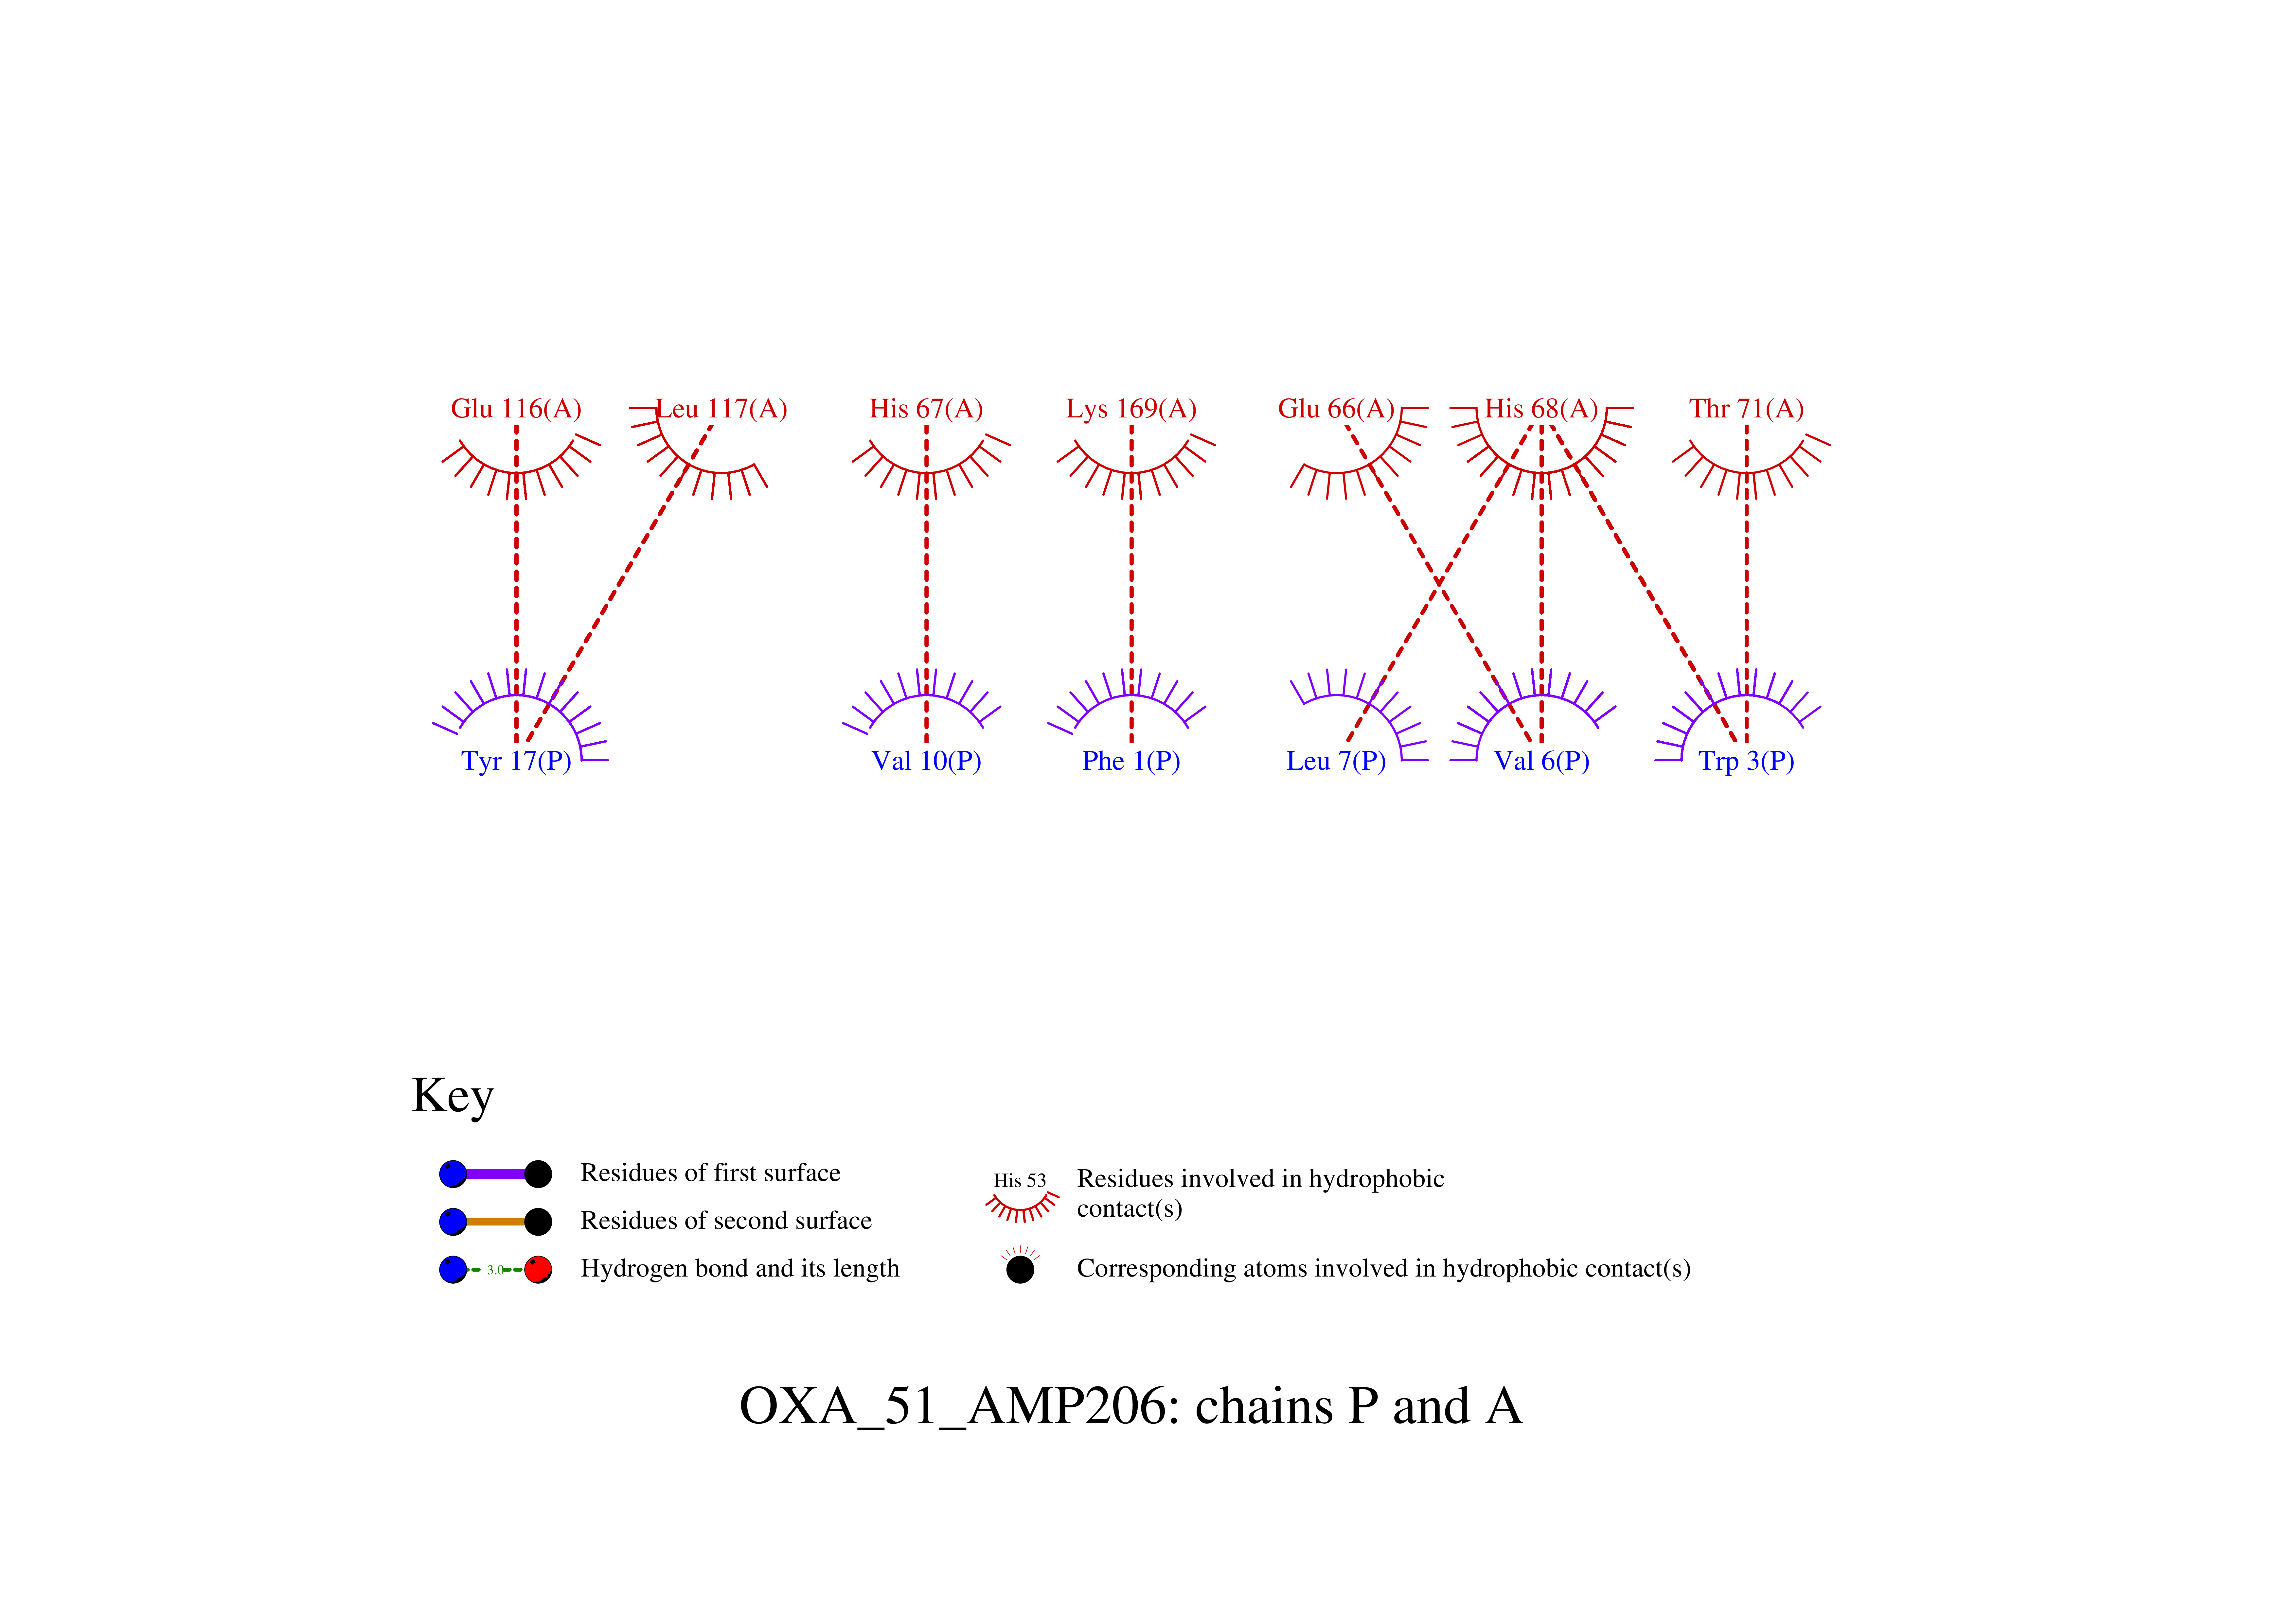 Glu 116(A) Leu 117(A) His 67(A) Lys 169(A) Glu 66(A) His 68(A) Thr 71(A)
Tyr 17(P) Val 10(P) Phe 1(P) Leu 7(P) Val 6(P) Trp 3(P)
Key
Residues of first surface
Residues of second surface
3.0 Hydrogen bond and its length
His 53 Residues involved in hydrophobic
contact(s)
Corresponding atoms involved in hydrophobic contact(s)
OXA_51_AMP206: chains P and A